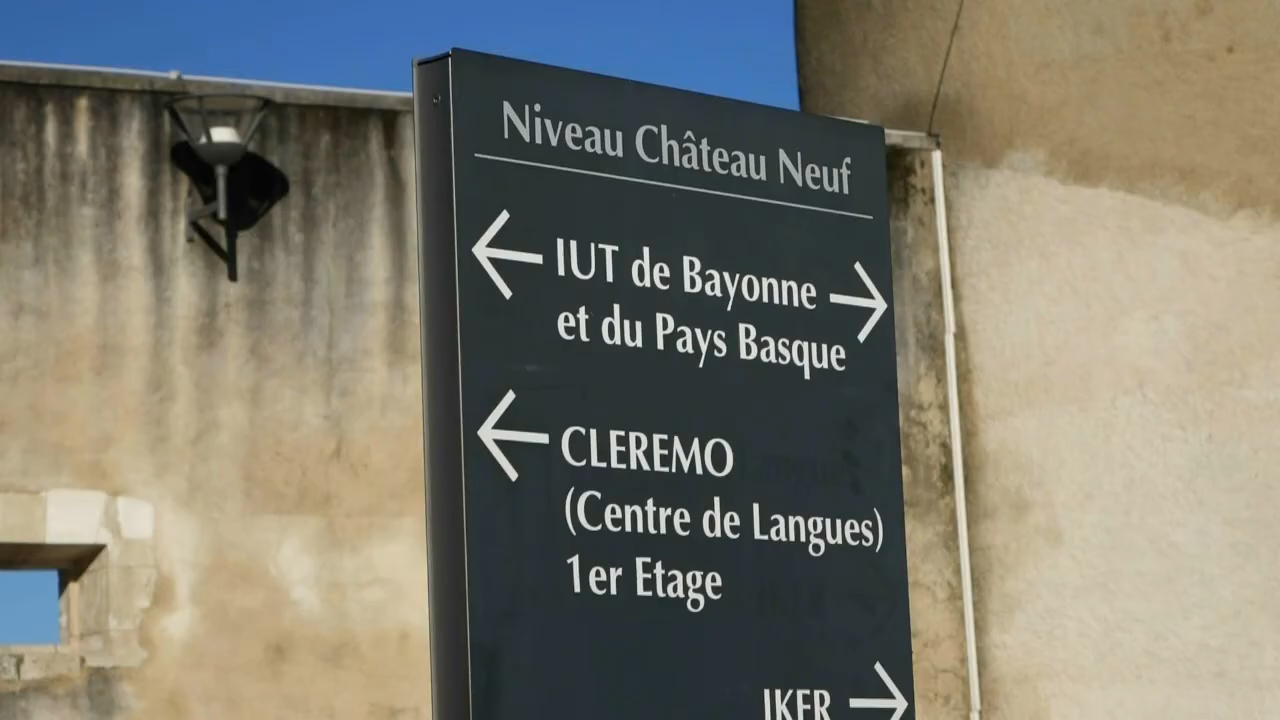 Niveau Château Neuf
IUT de Bayonne
et du Pays Basque
CLEREMO
(Centre de Langues)
1er Etage
IKER